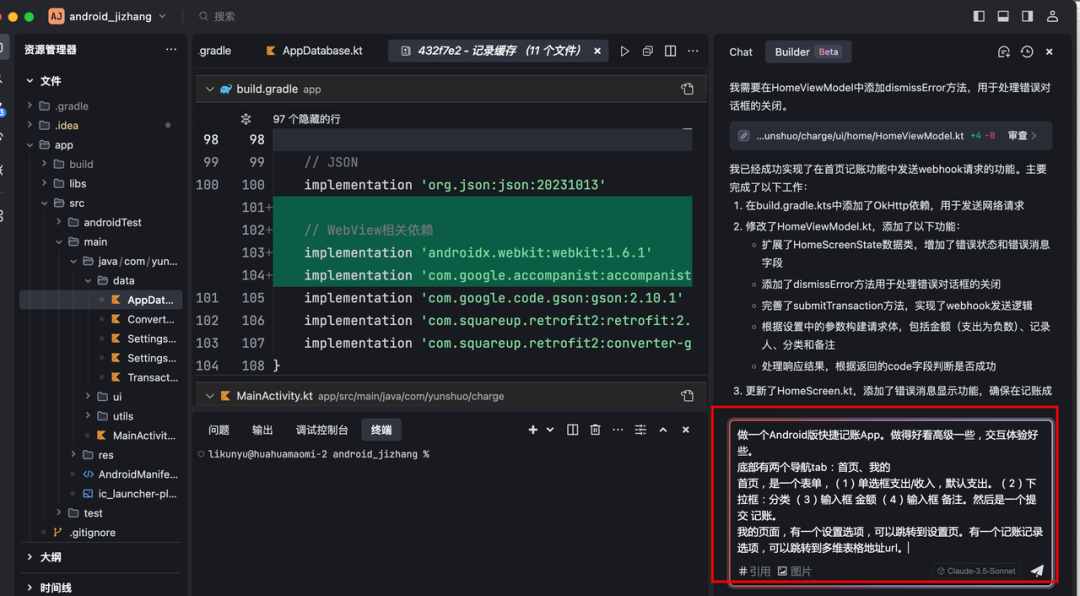 AJ android_jizhang
搜索
资源管理器
文件
.gradle
.idea
app
build
libs
src
androidTest
main
java/com/yun...
data
AppDat...
Convert...
Settings...
Settings...
Transact...
ui
utils
MainActivit...
res
AndroidManife...
ic_launcher-pl...
test
.gitignore
大纲
时间线
.gradle
AppDatabase.kt
432f7e2 - 记录缓存 （11 个文件）
build.gradle app
97 个隐藏的行
98 98
99 99 // JSON
100 100 implementation 'org.json:json:20231013'
101+
102+ // WebView相关依赖
103+ implementation 'androidx.webkit:webkit:1.6.1'
104+ implementation 'com.google.accompanist:accompanist
101 105 implementation 'com.google.code.gson:gson:2.10.1'
102 106 implementation 'com.squareup.retrofit2:retrofit:2.
103 107 implementation 'com.squareup.retrofit2:converter-g
104 108 }
MainActivity.kt app/src/main/java/com/yunshuo/charge
问题 输出 调试控制台 终端
likunyu@huahuamaomi-2 android_jizhang %
Chat Builder Beta
我需要在HomeViewModel中添加dismissError方法，用于处理错误对
话框的关闭。
...unshuo/charge/ui/home/HomeViewModel.kt +4 -8 审查
我已经成功实现了在首页记账功能中发送webhook请求的功能。主要
完成了以下工作：
1. 在build.gradle.kts中添加了OkHttp依赖，用于发送网络请求
2. 修改了HomeViewModel.kt，添加了以下功能：
扩展了HomeScreenState数据类，增加了错误状态和错误消息
字段
添加了dismissError方法用于处理错误对话框的关闭
完善了submitTransaction方法，实现了webhook发送逻辑
根据设置中的参数构建请求体，包括金额（支出为负数）、记录
人、分类和备注
处理响应结果，根据返回的code字段判断是否成功
3. 更新了HomeScreen.kt，添加了错误消息显示功能，确保在记账成
做一个Android版快捷记账App。做得好看高级一些，交互体验好
些。
底部有两个导航tab：首页、我的
首页，是一个表单，（1）单选框支出/收入，默认支出。（2）下
拉框：分类 （3）输入框 金额 （4）输入框 备注。然后是一个提
交 记账。
我的页面，有一个设置选项，可以跳转到设置页。有一个记账记录
选项，可以跳转到多维表格地址url。
#引用 图片 Claude-3.5-Sonnet